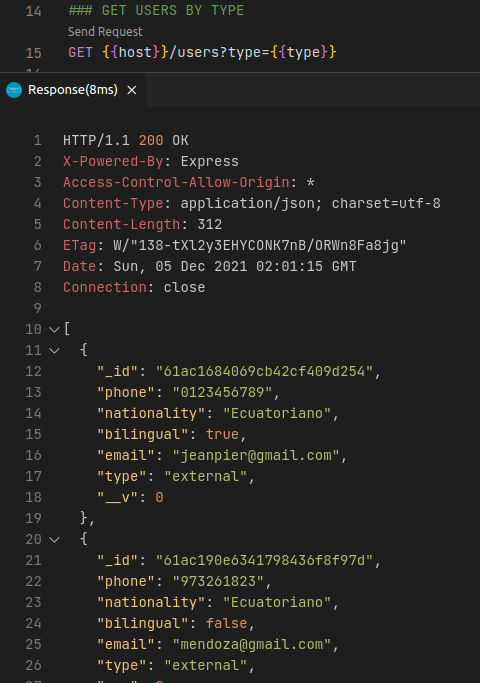 14 ### GET USERS BY TYPE
Send Request
15 GET {{host}}/users?type={{type}}
Response(8ms) ×
1 HTTP/1.1 200 OK
2 X-Powered-By: Express
3 Access-Control-Allow-Origin: *
4 Content-Type: application/json; charset=utf-8
5 Content-Length: 312
6 ETag: W/"138-tXl2y3EHYCONK7nB/ORWn8Fa8jg"
7 Date: Sun, 05 Dec 2021 02:01:15 GMT
8 Connection: close
9
10 [
11 {
12 "_id": "61ac1684069cb42cf409d254",
13 "phone": "0123456789",
14 "nationality": "Ecuatoriano",
15 "bilingual": true,
16 "email": "jeanpier@gmail.com",
17 "type": "external",
18 "__v": 0
19 },
20 {
21 "_id": "61ac190e6341798436f8f97d",
22 "phone": "973261823",
23 "nationality": "Ecuatoriano",
24 "bilingual": false,
25 "email": "mendoza@gmail.com",
26 "type": "external",